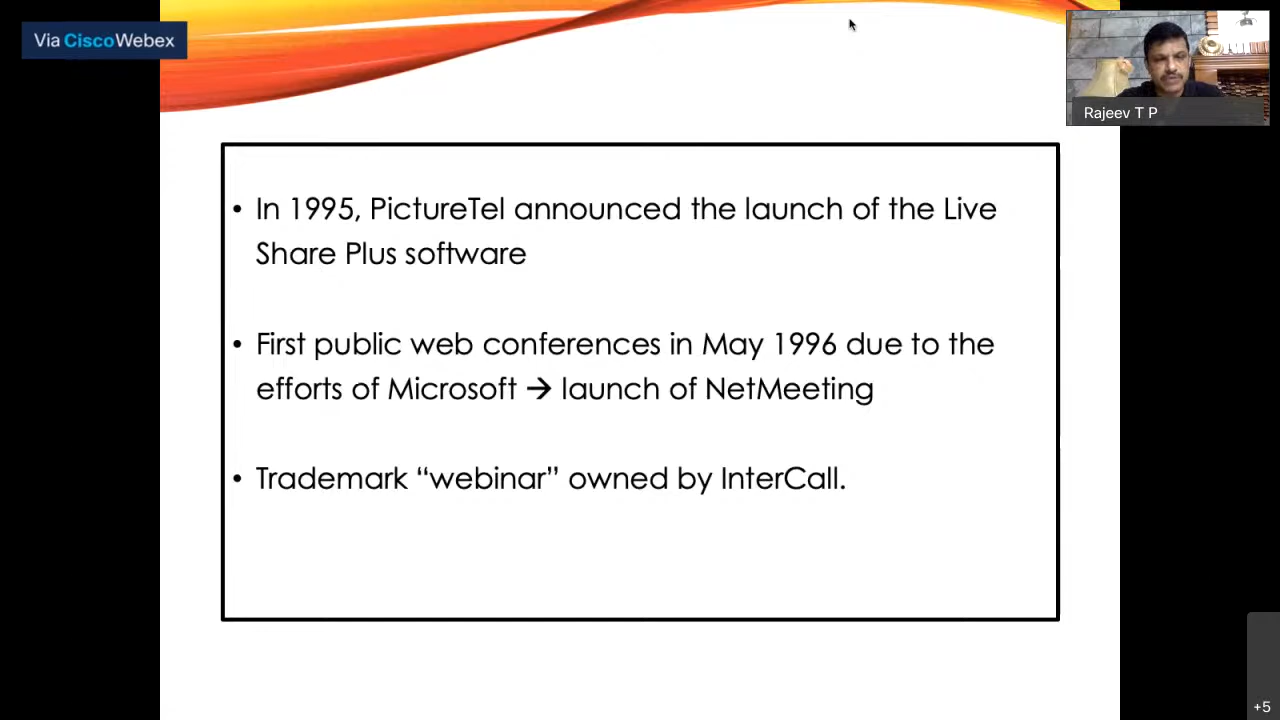 Via CiscoWebex
Rajeev T P
• In 1995, PictureTel announced the launch of the Live
Share Plus software
• First public web conferences in May 1996 due to the
efforts of Microsoft → launch of NetMeeting
• Trademark “webinar” owned by InterCall.
+5